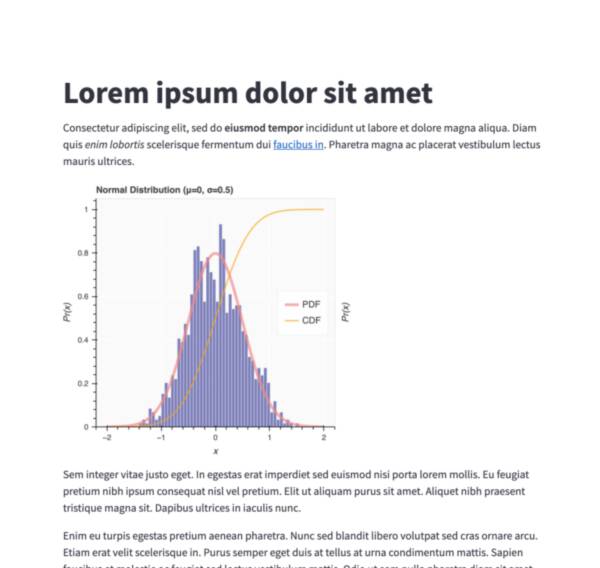 Lorem ipsum dolor sit amet
Consectetur adipiscing elit, sed do eiusmod tempor incididunt ut labore et dolore magna aliqua. Diam
quis enim lobortis scelerisque fermentum dui faucibus in. Pharetra magna ac placerat vestibulum lectus
mauris ultrices.
Normal Distribution (μ=0, σ=0.5)
1
0.8
0.6
0.4
0.2
0
Pr(x)
PDF
CDF
Pr(x)
−2 −1 0 1 2
x
Sem integer vitae justo eget. In egestas erat imperdiet sed euismod nisi porta lorem mollis. Eu feugiat
pretium nibh ipsum consequat nisl vel pretium. Elit ut aliquam purus sit amet. Aliquet nibh praesent
tristique magna sit. Dapibus ultrices in iaculis nunc.
Enim eu turpis egestas pretium aenean pharetra. Nunc sed blandit libero volutpat sed cras ornare arcu.
Etiam erat velit scelerisque in. Purus semper eget duis at tellus at urna condimentum mattis. Sapien